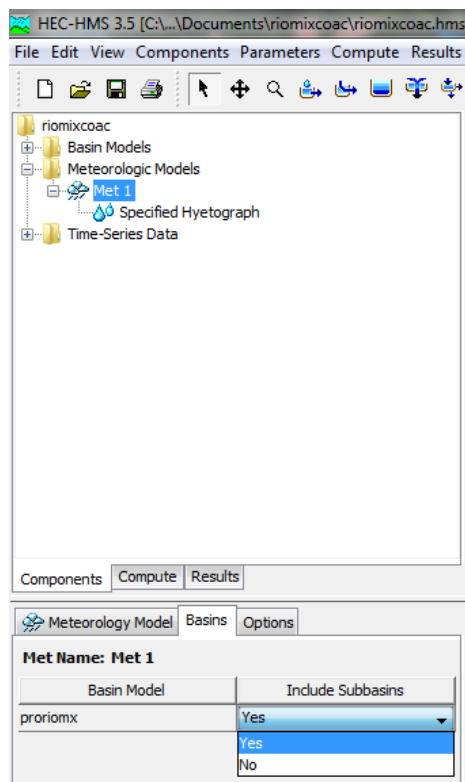 HEC-HMS 3.5 [C:\...\Documents\riomixcoac\riomixcoac.hms
File Edit View Components Parameters Compute Results
riomixcoac
Basin Models
Meteorologic Models
Met 1
Specified Hyetograph
Time-Series Data
Components Compute Results
Meteorology Model Basins Options
Met Name: Met 1
Basin Model Include Subbasins
proriomx Yes
Yes
No